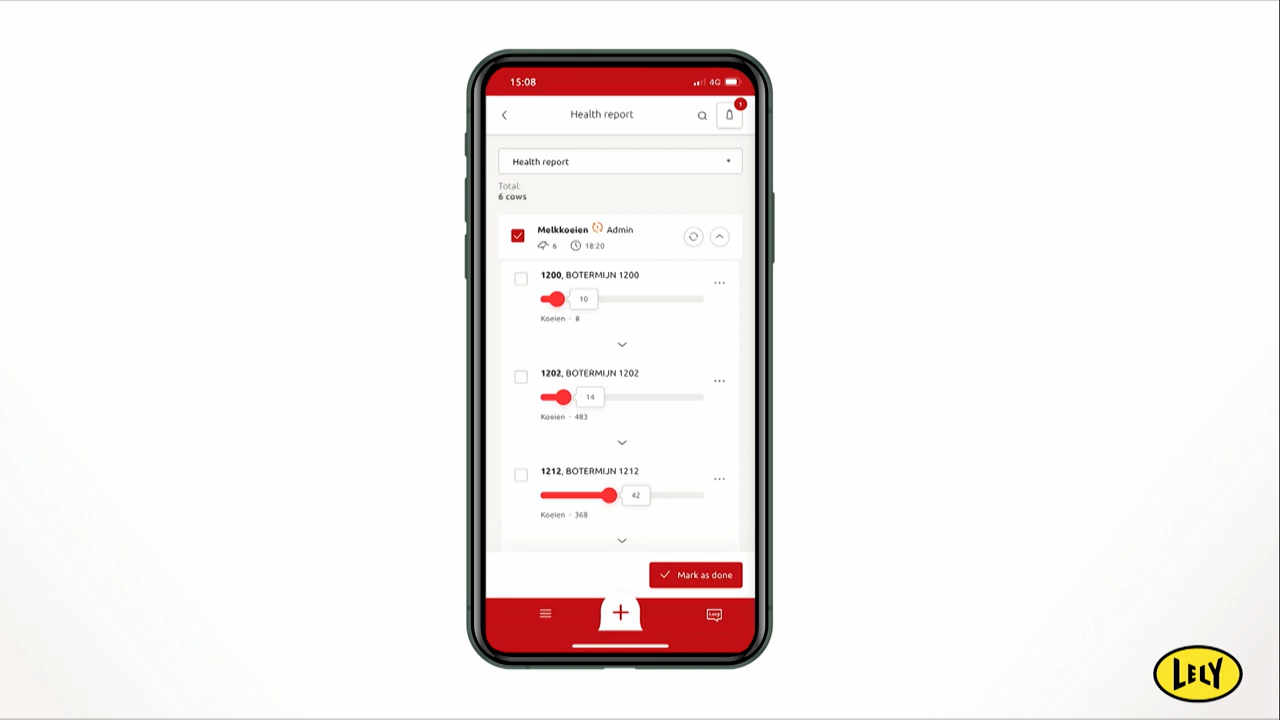 15:08
4G
Health report
1
Health report
Total:
6 cows
Melkkoeien Admin
6 18:20
1200, BOTERMIJN 1200
10
Koeien · 8
1202, BOTERMIJN 1202
14
Koeien · 483
1212, BOTERMIJN 1212
42
Koeien · 368
Mark as done
LELY
LELY